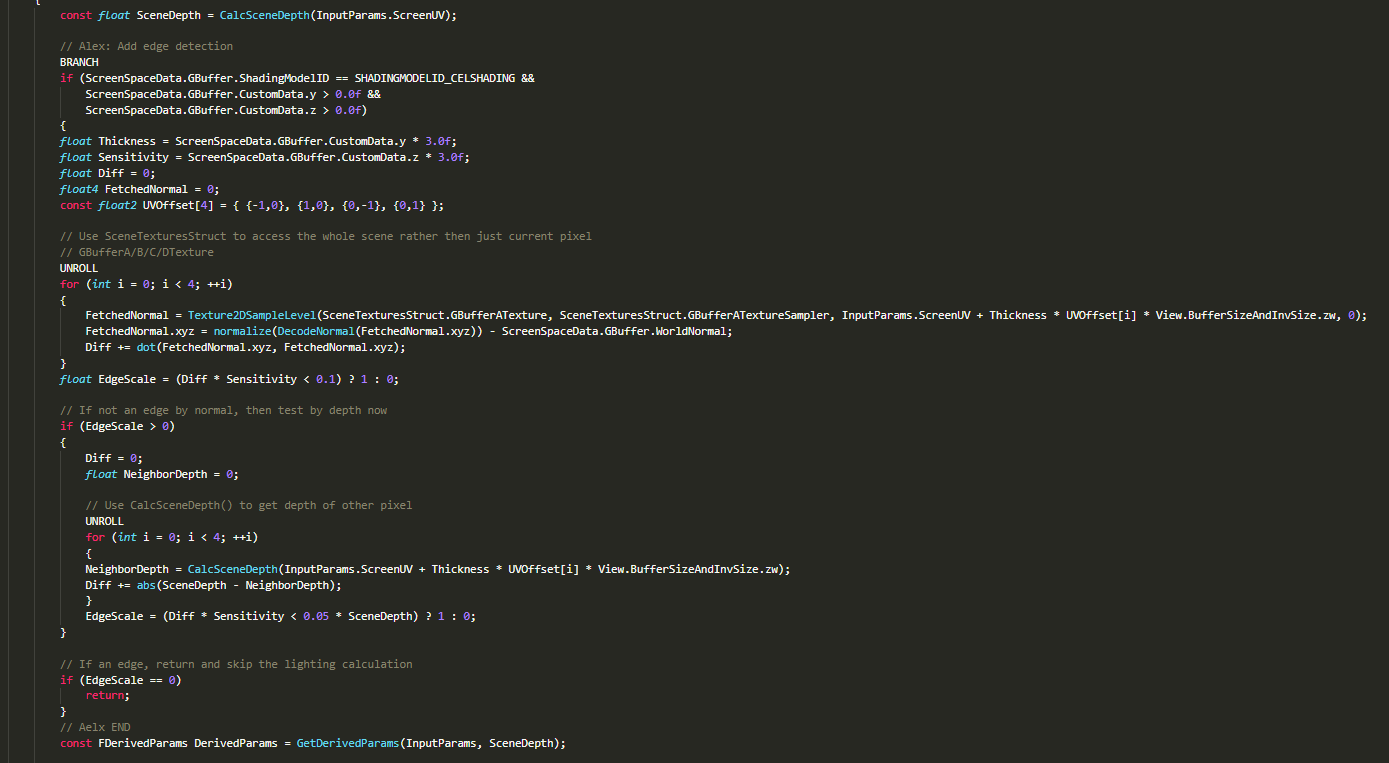 {
const float SceneDepth = CalcSceneDepth(InputParams.ScreenUV);
// Alex: Add edge detection
BRANCH
if (ScreenSpaceData.GBuffer.ShadingModelID == SHADINGMODELID_CELSHADING &&
ScreenSpaceData.GBuffer.CustomData.y > 0.0f &&
ScreenSpaceData.GBuffer.CustomData.z > 0.0f)
{
float Thickness = ScreenSpaceData.GBuffer.CustomData.y * 3.0f;
float Sensitivity = ScreenSpaceData.GBuffer.CustomData.z * 3.0f;
float Diff = 0;
float4 FetchedNormal = 0;
const float2 UVOffset[4] = { {-1,0}, {1,0}, {0,-1}, {0,1} };
// Use SceneTexturesStruct to access the whole scene rather then just current pixel
// GBufferA/B/C/DTexture
UNROLL
for (int i = 0; i < 4; ++i)
{
FetchedNormal = Texture2DSampleLevel(SceneTexturesStruct.GBufferATexture, SceneTexturesStruct.GBufferATextureSampler, InputParams.ScreenUV + Thickness * UVOffset[i] * View.BufferSizeAndInvSize.zw, 0);
FetchedNormal.xyz = normalize(DecodeNormal(FetchedNormal.xyz)) - ScreenSpaceData.GBuffer.WorldNormal;
Diff += dot(FetchedNormal.xyz, FetchedNormal.xyz);
}
float EdgeScale = (Diff * Sensitivity < 0.1) ? 1 : 0;
// If not an edge by normal, then test by depth now
if (EdgeScale > 0)
{
Diff = 0;
float NeighborDepth = 0;
// Use CalcSceneDepth() to get depth of other pixel
UNROLL
for (int i = 0; i < 4; ++i)
{
NeighborDepth = CalcSceneDepth(InputParams.ScreenUV + Thickness * UVOffset[i] * View.BufferSizeAndInvSize.zw);
Diff += abs(SceneDepth - NeighborDepth);
}
EdgeScale = (Diff * Sensitivity < 0.05 * SceneDepth) ? 1 : 0;
}
// If an edge, return and skip the lighting calculation
if (EdgeScale == 0)
return;
}
// Aelx END
const FDerivedParams DerivedParams = GetDerivedParams(InputParams, SceneDepth);